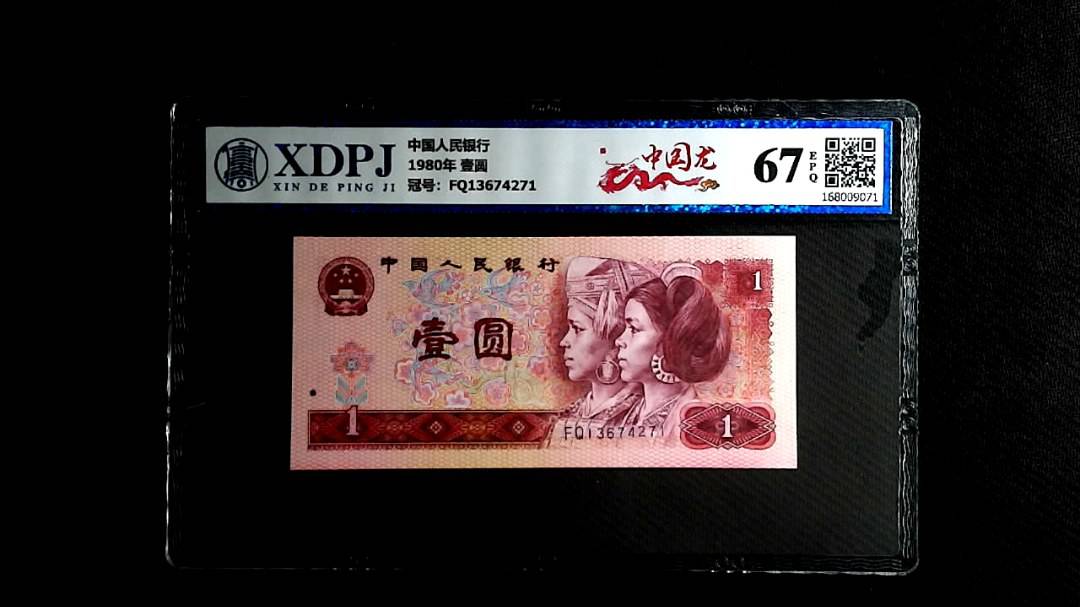 XDPJ
XIN DE PING JI
中国人民银行
1980年 壹圆
冠号：FQ13674271
中国龙
67
EPQ
168009071
中国人民银行
1
壹圆
1
FQ13674271
1